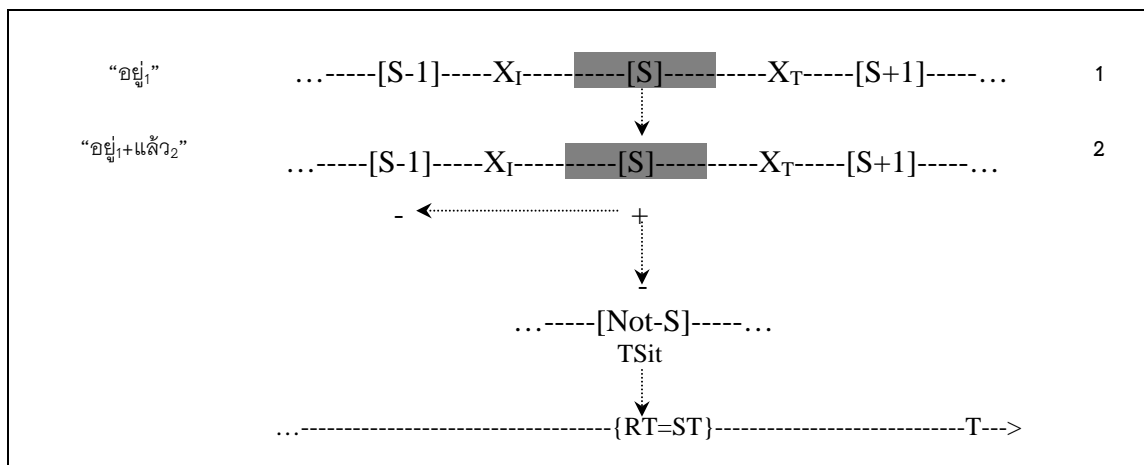 “อยู่₁” …-----[S-1]-----X_I-----------[S]-----------X_T-----[S+1]-----… 1
“อยู่₁+แล้ว₂” …-----[S-1]-----X_I-----------[S]-----------X_T-----[S+1]-----… 2
- +
-
…-----[Not-S]-----…
TSit
…----------------------------------{RT=ST}---------------------------T--->